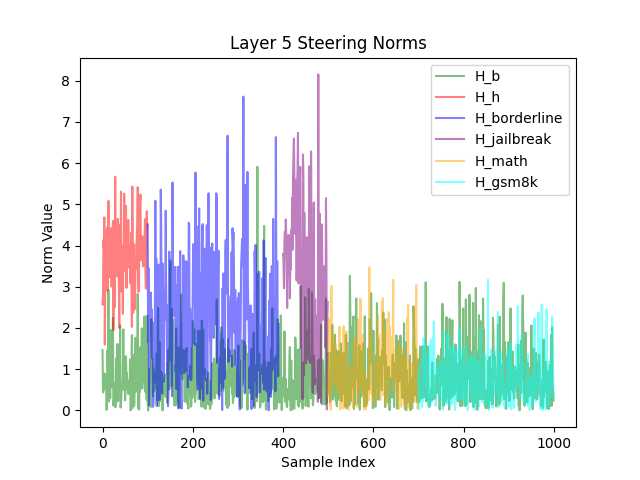 Layer 5 Steering Norms
Norm Value
8
7
6
5
4
3
2
1
0
H_b
H_h
H_borderline
H_jailbreak
H_math
H_gsm8k
0 200 400 600 800 1000
Sample Index